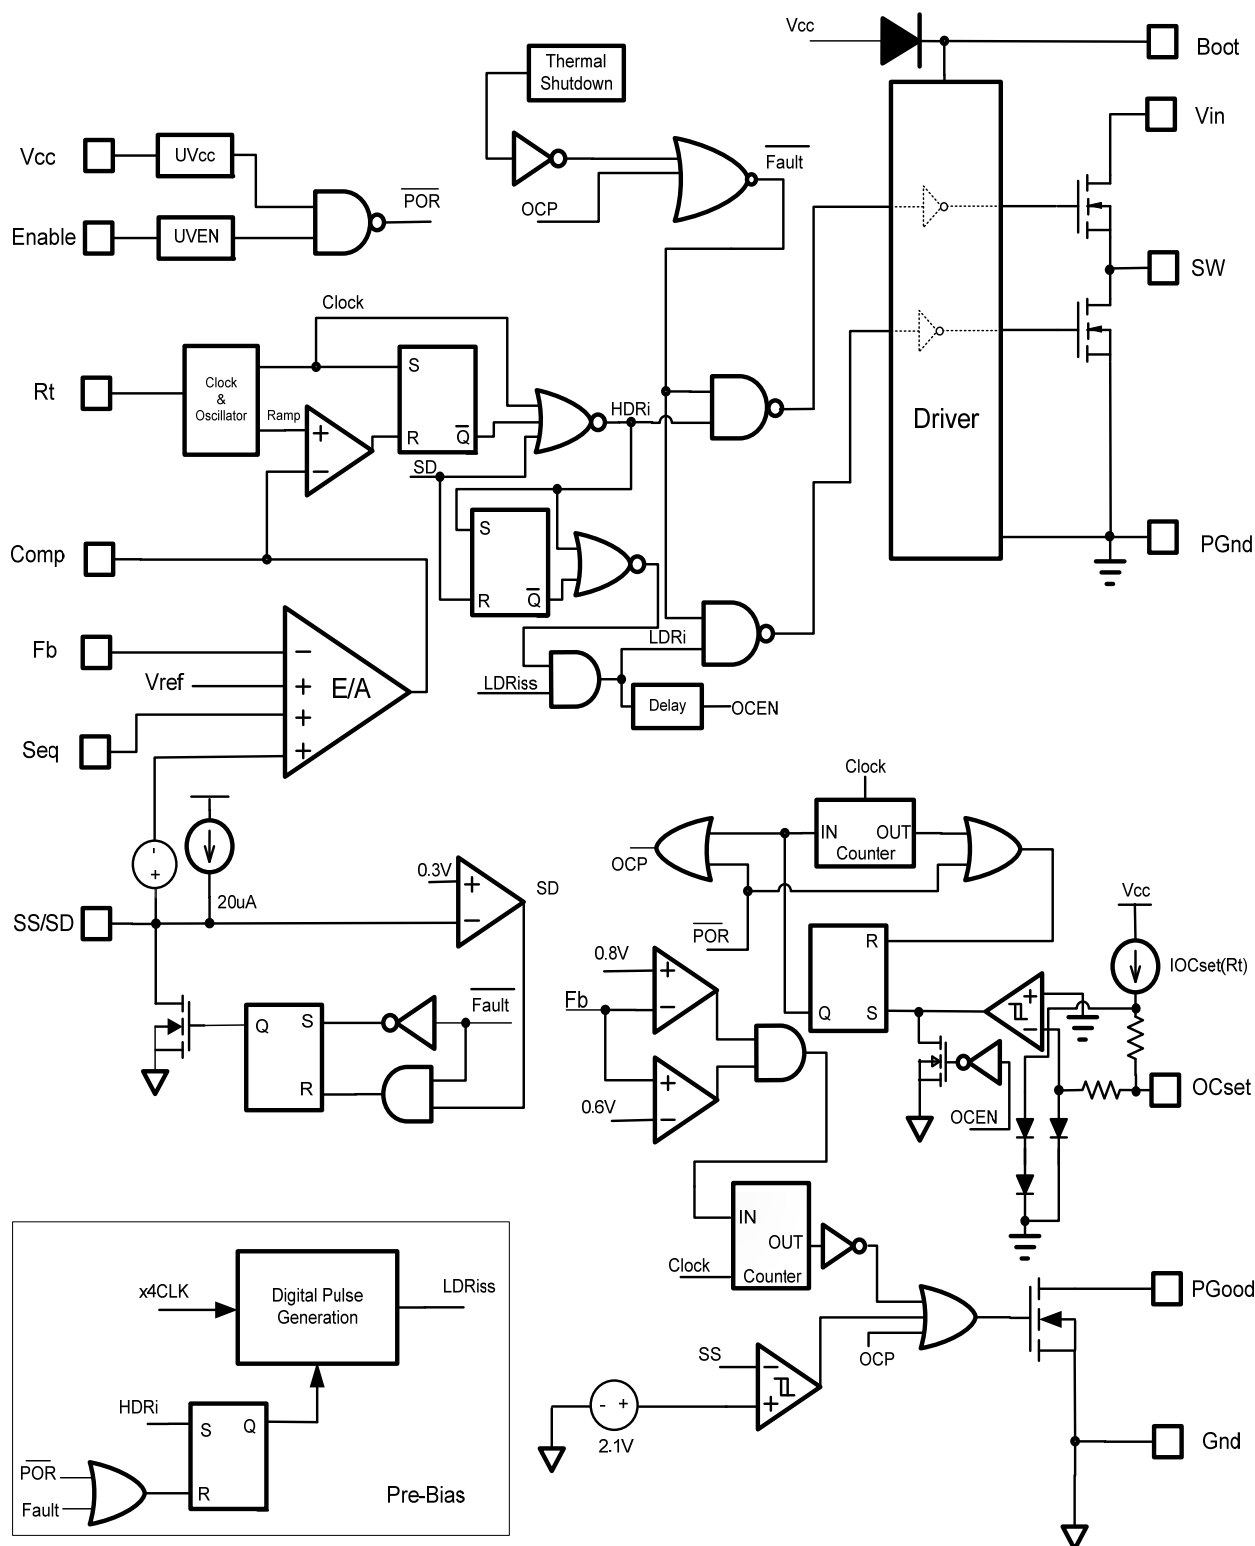 Vcc
Boot
Thermal
Shutdown
Vin
Vcc
UVcc
POR
Fault
OCP
Enable
UVEN
SW
Clock
Rt
Clock
&
Oscillator
Ramp
S
R
Q
HDRi
SD
Driver
S
R
Q
Comp
PGnd
Fb
Vref
E/A
Seq
LDRi
LDRiss
Delay
OCEN
Clock
IN
OUT
Counter
OCP
0.3V
SD
20uA
SS/SD
POR
R
Q
S
Vcc
IOCset(Rt)
0.8V
Fb
0.6V
Q
S
R
Fault
OCEN
OCset
IN
OUT
Counter
Clock
x4CLK
Digital Pulse
Generation
LDRiss
PGood
SS
OCP
2.1V
HDRi
S
Q
R
POR
Fault
Pre-Bias
Gnd